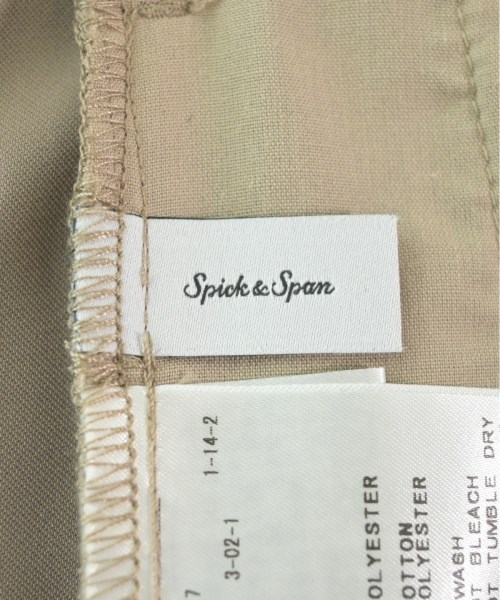 Spick & Span
1-14-2
7 3-02-1
OLYESTER
OTTON
OLYESTER
WASH
T BLEACH
T TUMBLE DRY